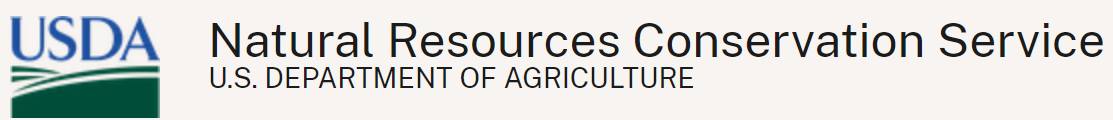 USDA
Natural Resources Conservation Service
U.S. DEPARTMENT OF AGRICULTURE